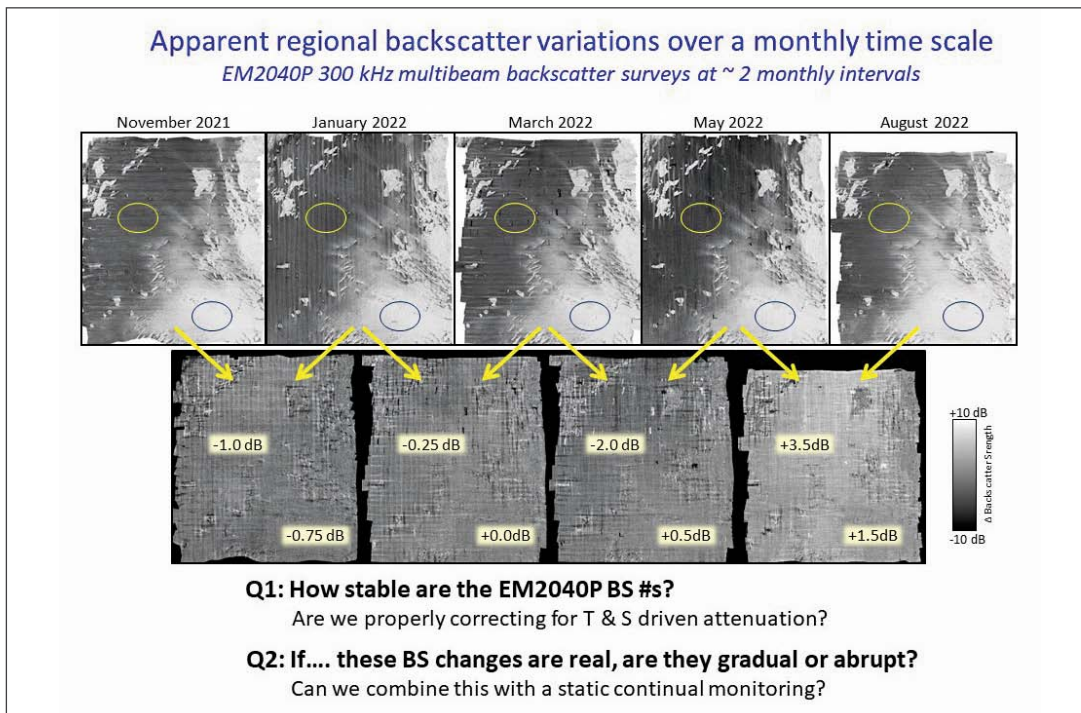 Apparent regional backscatter variations over a monthly time scale
EM2040P 300 kHz multibeam backscatter surveys at ~ 2 monthly intervals
November 2021
January 2022
March 2022
May 2022
August 2022
-1.0 dB
-0.25 dB
-2.0 dB
+3.5dB
-0.75 dB
+0.0dB
+0.5dB
+1.5dB
+10 dB
Δ Backscatter Srength
-10 dB
Q1: How stable are the EM2040P BS #s?
Are we properly correcting for T & S driven attenuation?
Q2: If.... these BS changes are real, are they gradual or abrupt?
Can we combine this with a static continual monitoring?